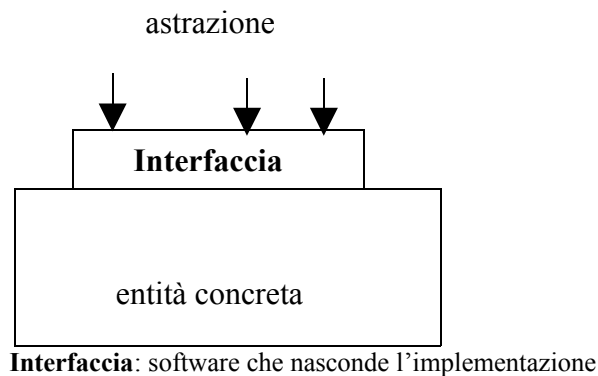 astrazione
Interfaccia
entità concreta
Interfaccia: software che nasconde l’implementazione